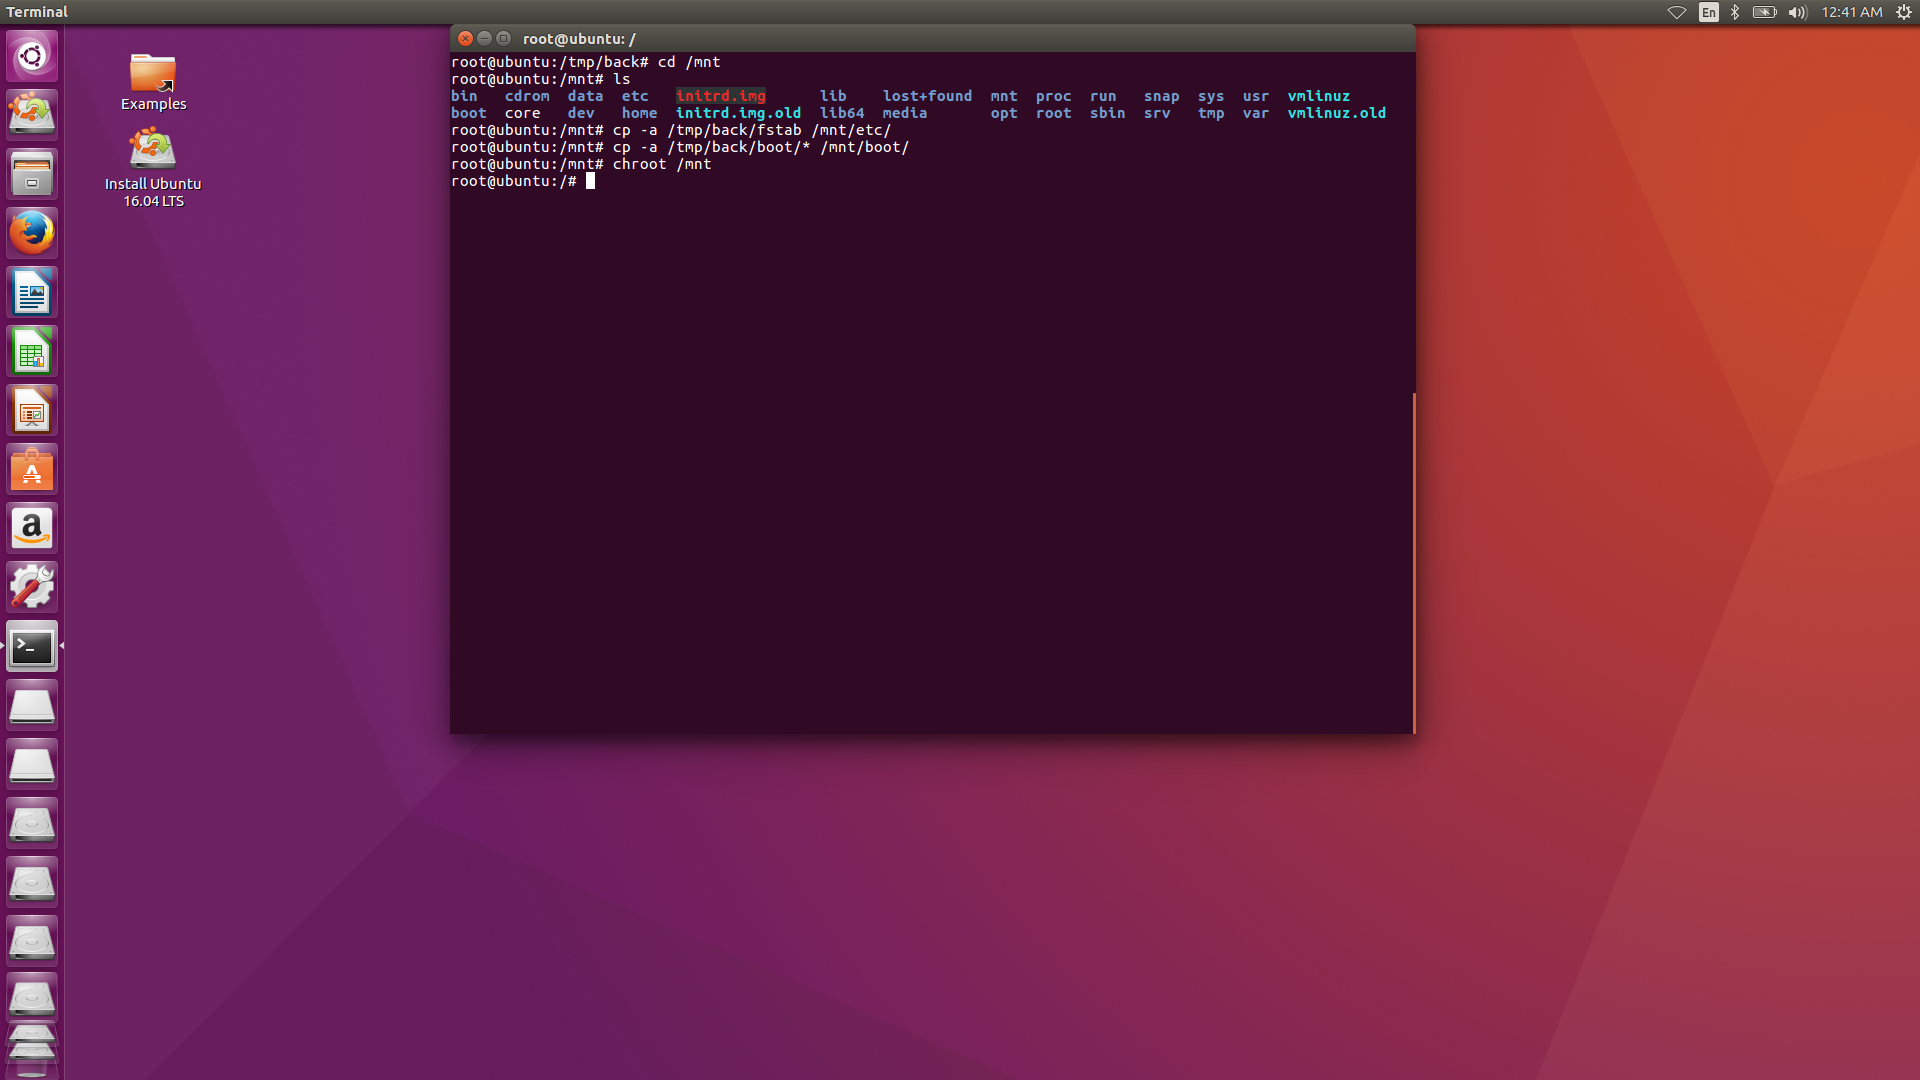 Terminal
En
12:41 AM
Examples
Install Ubuntu
16.04 LTS
root@ubuntu: /
root@ubuntu:/tmp/back# cd /mnt
root@ubuntu:/mnt# ls
bin cdrom data etc initrd.img lib lost+found mnt proc run snap sys usr vmlinuz
boot core dev home initrd.img.old lib64 media opt root sbin srv tmp var vmlinuz.old
root@ubuntu:/mnt# cp -a /tmp/back/fstab /mnt/etc/
root@ubuntu:/mnt# cp -a /tmp/back/boot/* /mnt/boot/
root@ubuntu:/mnt# chroot /mnt
root@ubuntu:/#